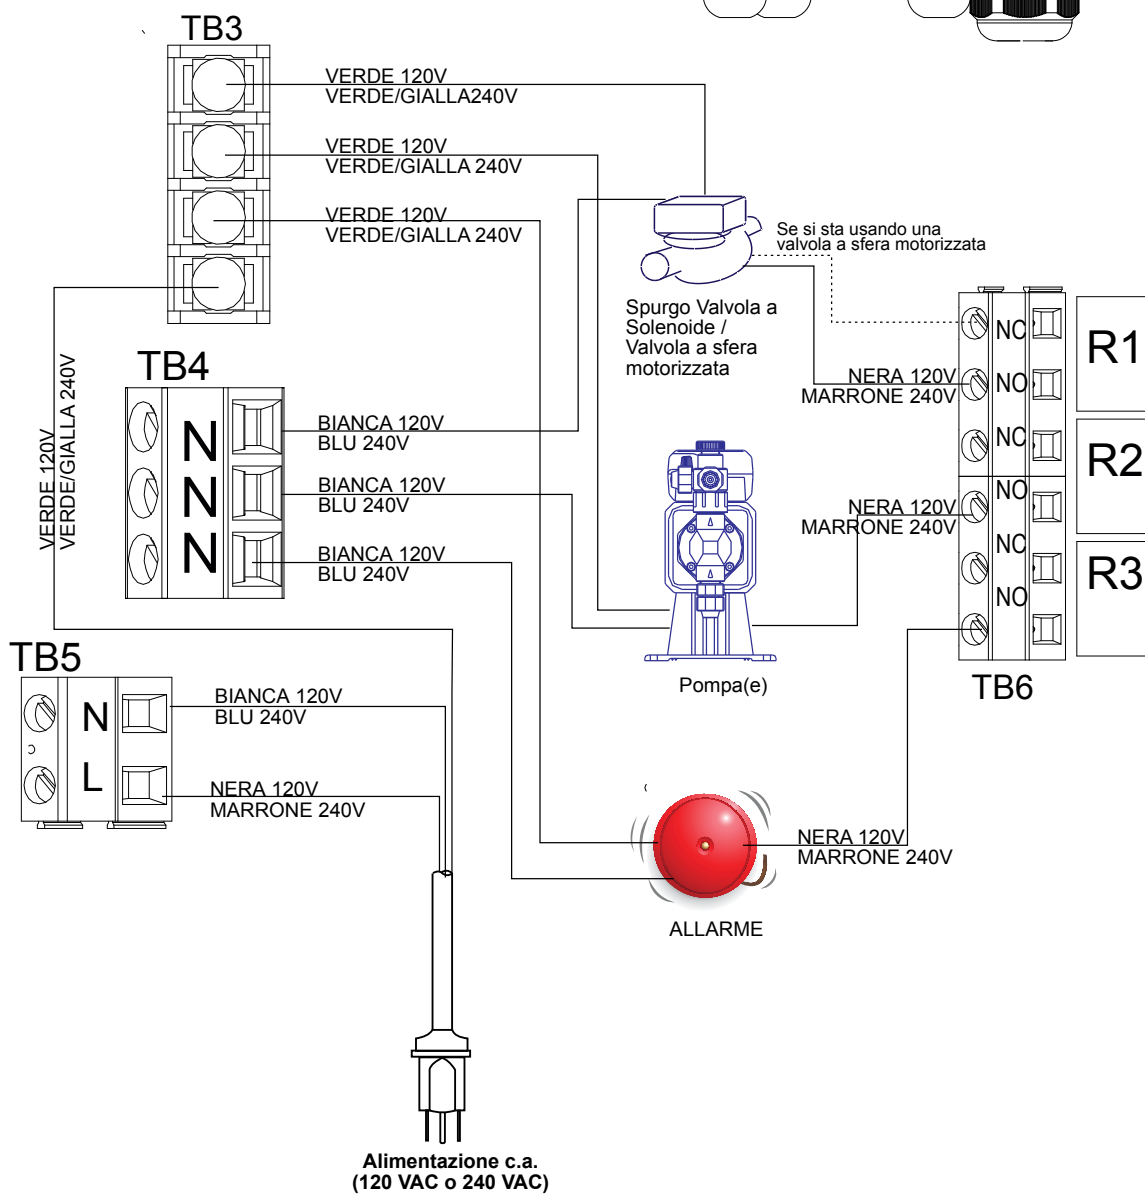 TB3
VERDE 120V
VERDE/GIALLA240V
VERDE 120V
VERDE/GIALLA 240V
VERDE 120V
VERDE/GIALLA 240V
Se si sta usando una
valvola a sfera motorizzata
Spurgo Valvola a
Solenoide /
Valvola a sfera
motorizzata
VERDE 120V
VERDE/GIALLA 240V
TB4
N
N
N
BIANCA 120V
BLU 240V
BIANCA 120V
BLU 240V
BIANCA 120V
BLU 240V
NERA 120V
MARRONE 240V
NERA 120V
MARRONE 240V
NC
NO
NC
NO
NC
NO
R1
R2
R3
TB6
Pompa(e)
TB5
N
L
BIANCA 120V
BLU 240V
NERA 120V
MARRONE 240V
NERA 120V
MARRONE 240V
ALLARME
Alimentazione c.a.
(120 VAC o 240 VAC)